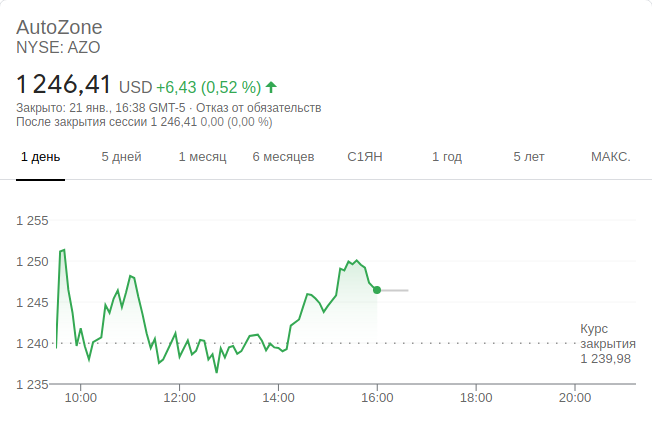 AutoZone
NYSE: AZO
1 246,41 USD +6,43 (0,52 %)
Закрыто: 21 янв., 16:38 GMT-5 · Отказ от обязательств
После закрытия сессии 1 246,41 0,00 (0,00 %)
1 день 5 дней 1 месяц 6 месяцев С1ЯН 1 год 5 лет МАКС.
1 255
1 250
1 245
1 240
1 235
Курс
закрытия
1 239,98
10:00 12:00 14:00 16:00 18:00 20:00